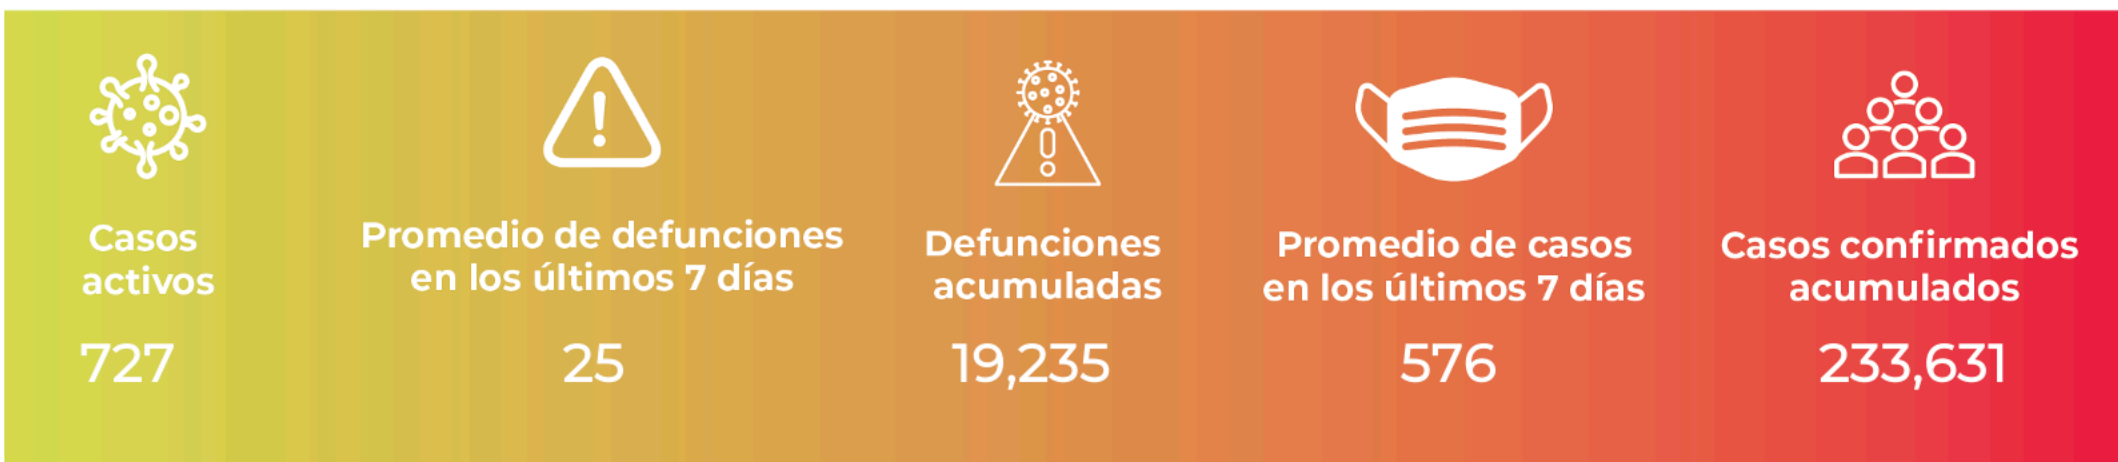 Casos
activos
727
Promedio de defunciones
en los últimos 7 días
25
Defunciones
acumuladas
19,235
Promedio de casos
en los últimos 7 días
576
Casos confirmados
acumulados
233,631